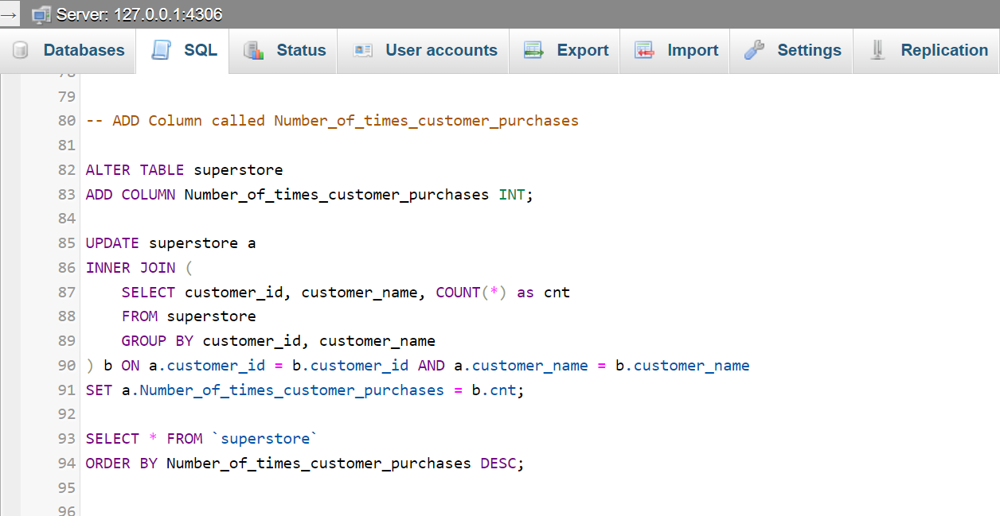 → Server: 127.0.0.1:4306
Databases SQL Status User accounts Export Import Settings Replication
78
79
80 -- ADD Column called Number_of_times_customer_purchases
81
82 ALTER TABLE superstore
83 ADD COLUMN Number_of_times_customer_purchases INT;
84
85 UPDATE superstore a
86 INNER JOIN (
87     SELECT customer_id, customer_name, COUNT(*) as cnt
88     FROM superstore
89     GROUP BY customer_id, customer_name
90 ) b ON a.customer_id = b.customer_id AND a.customer_name = b.customer_name
91 SET a.Number_of_times_customer_purchases = b.cnt;
92
93 SELECT * FROM `superstore`
94 ORDER BY Number_of_times_customer_purchases DESC;
95
96